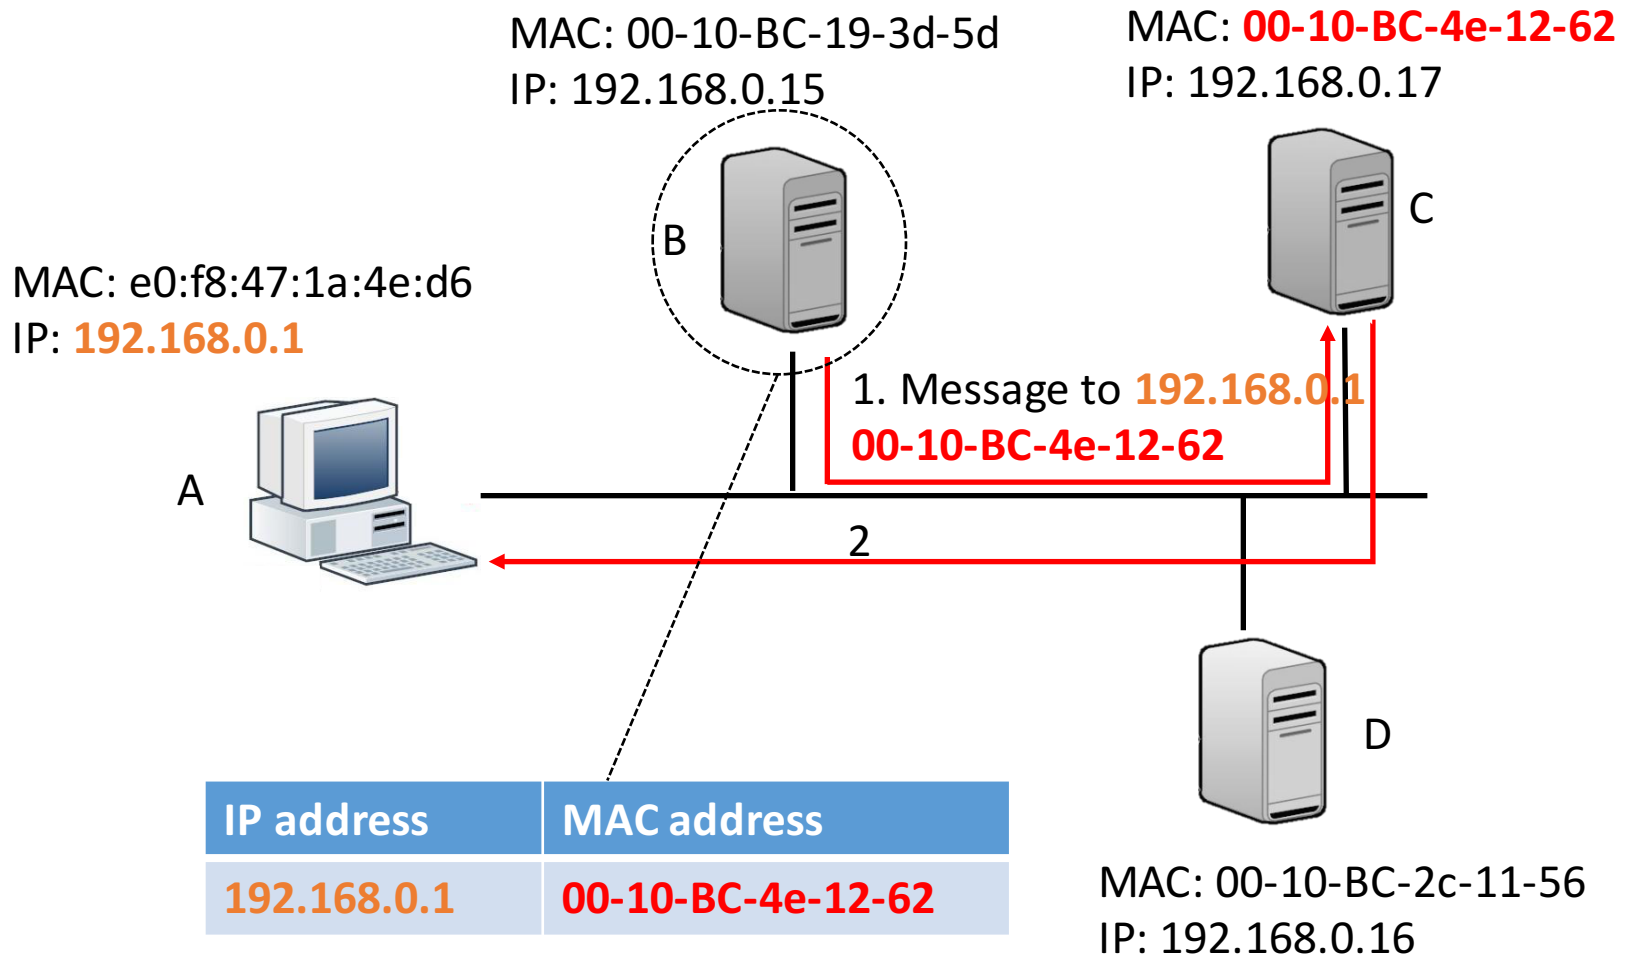 MAC: 00-10-BC-19-3d-5d
IP: 192.168.0.15
MAC: 00-10-BC-4e-12-62
IP: 192.168.0.17
B
C
MAC: e0:f8:47:1a:4e:d6
IP: 192.168.0.1
1. Message to 192.168.0.1
00-10-BC-4e-12-62
A
2
D
IP address MAC address
192.168.0.1 00-10-BC-4e-12-62
MAC: 00-10-BC-2c-11-56
IP: 192.168.0.16